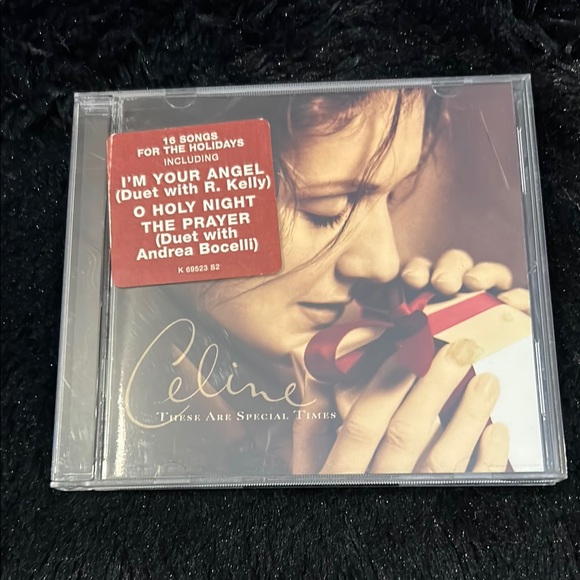 16 SONGS
FOR THE HOLIDAYS
INCLUDING
I'M YOUR ANGEL
(Duet with R. Kelly)
O HOLY NIGHT
THE PRAYER
(Duet with
Andrea Bocelli)
K 69523 S2
Celine
THESE ARE SPECIAL TIMES